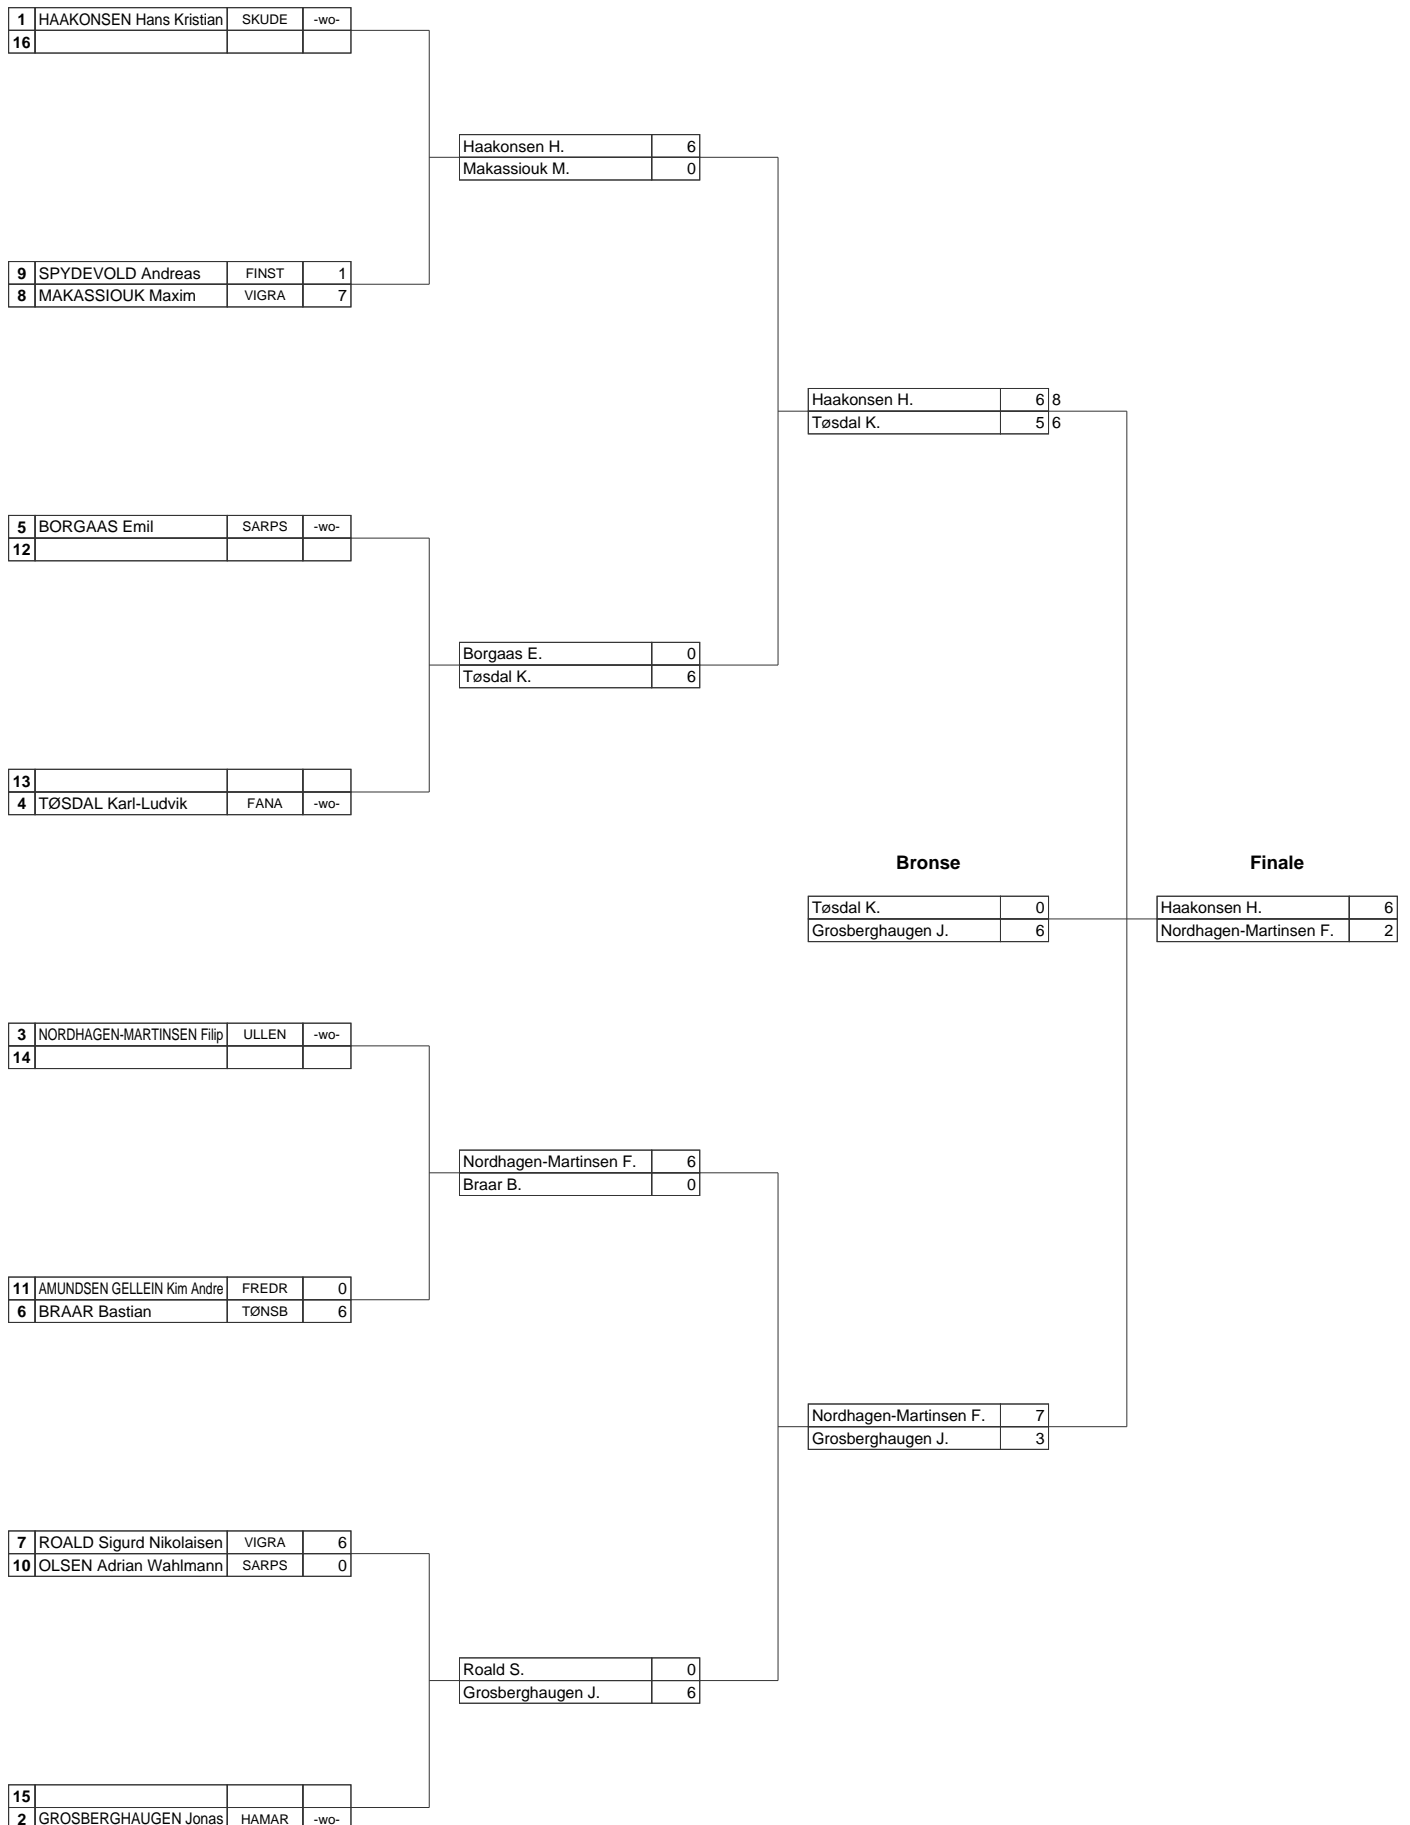 1 HAAKONSEN Hans Kristian SKUDE -wo-
16
Haakonsen H. 6
Makassiouk M. 0
9 SPYDEVOLD Andreas FINST 1
8 MAKASSIOUK Maxim VIGRA 7
Haakonsen H. 6 8
Tøsdal K. 5 6
5 BORGAAS Emil SARPS -wo-
12
Borgaas E. 0
Tøsdal K. 6
13
4 TØSDAL Karl-Ludvik FANA -wo-
Bronse Finale
Tøsdal K. 0 Haakonsen H. 6
Grosberghaugen J. 6 Nordhagen-Martinsen F. 2
3 NORDHAGEN-MARTINSEN Filip ULLEN -wo-
14
Nordhagen-Martinsen F. 6
Braar B. 0
11 AMUNDSEN GELLEIN Kim Andre FREDR 0
6 BRAAR Bastian TØNSB 6
Nordhagen-Martinsen F. 7
Grosberghaugen J. 3
7 ROALD Sigurd Nikolaisen VIGRA 6
10 OLSEN Adrian Wahlmann SARPS 0
Roald S. 0
Grosberghaugen J. 6
15
2 GROSBERGHAUGEN Jonas HAMAR -wo-